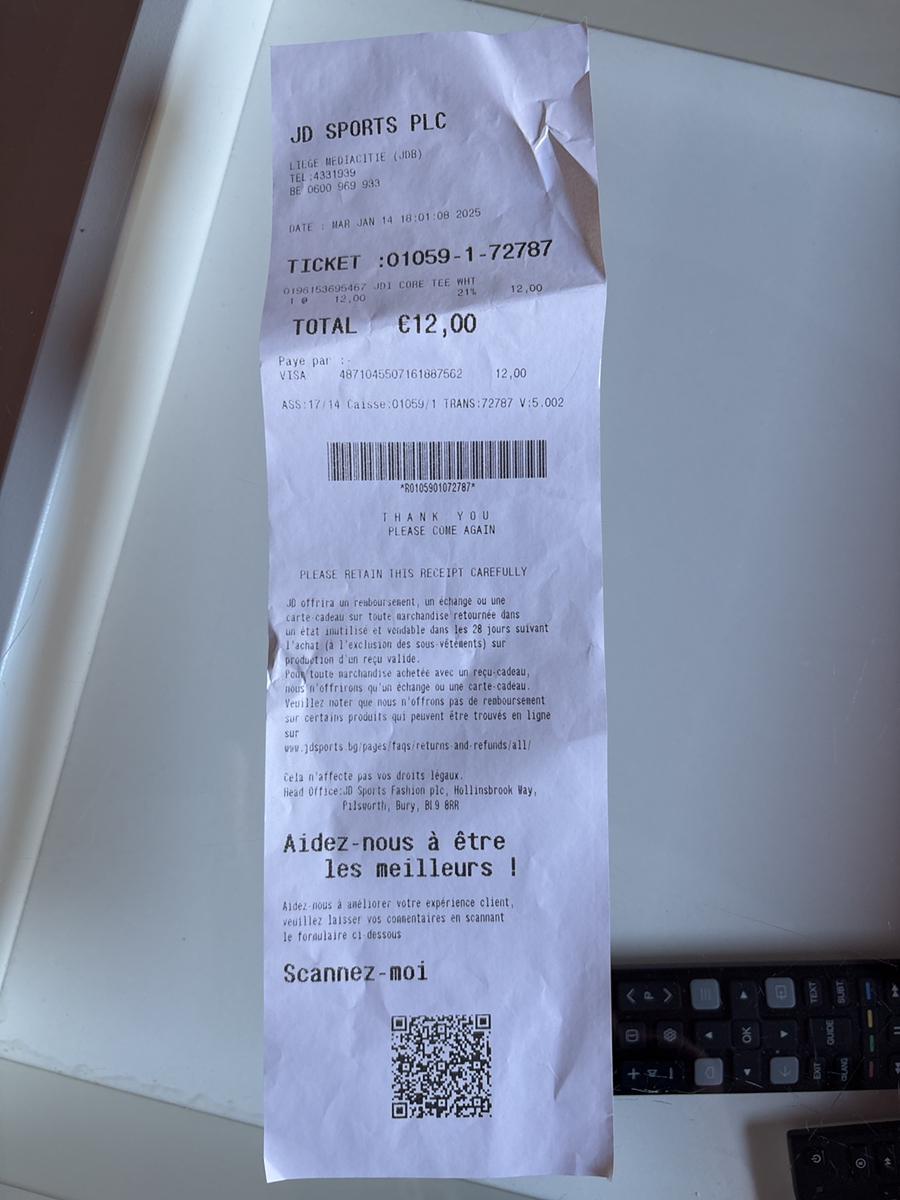 JD SPORTS PLC
LIEGE MEDIACITIE (JDB)
TEL :4331939
BE 0600 969 933
DATE : MAR JAN 14 18:01:08 2025
TICKET :01059-1-72787
0196153695467 JDI CORE TEE WHT
1 @ 12,00 21% 12,00
TOTAL €12,00
Paye par :-
VISA 4871045507161887562 12,00
ASS:17/14 Caisse:01059/1 TRANS:72787 V:5.002
*R0105901072787*
THANK YOU
PLEASE COME AGAIN
PLEASE RETAIN THIS RECEIPT CAREFULLY
JD offrira un remboursement, un échange ou une
carte-cadeau sur toute marchandise retournée dans
un état inutilisé et vendable dans les 28 jours suivant
l'achat (à l'exclusion des sous-vêtements) sur
production d'un reçu valide.
Pour toute marchandise achetée avec un reçu-cadeau,
nous n'offrirons qu'un échange ou une carte-cadeau.
Veuillez noter que nous n'offrons pas de remboursement
sur certains produits qui peuvent être trouvés en ligne
sur
www.jdsports.bg/pages/faqs/returns-and-refunds/all/
Cela n'affecte pas vos droits légaux.
Head Office:JD Sports Fashion plc, Hollinsbrook Way,
Pilsworth, Bury, BL9 8RR
Aidez-nous à être
les meilleurs !
Aidez-nous à améliorer votre expérience client,
veuillez laisser vos commentaires en scannant
le formulaire ci-dessous
Scannez-moi
P
TEXT
SUBT.
OK
GUIDE
EXIT